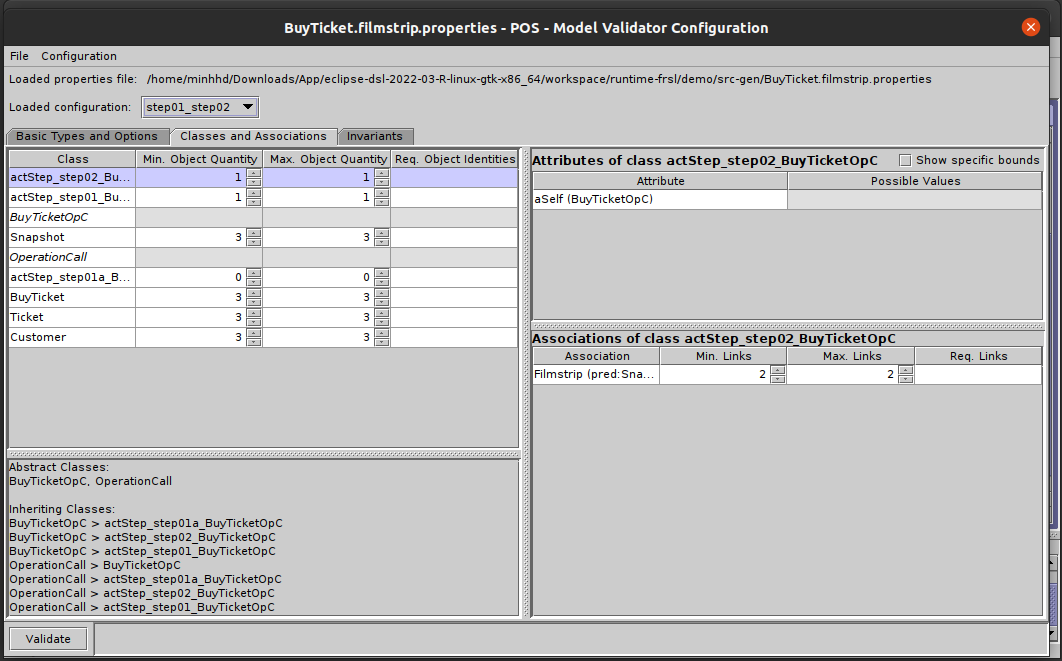 BuyTicket.filmstrip.properties - POS - Model Validator Configuration
File Configuration
Loaded properties file: /home/minhhd/Downloads/App/eclipse-dsl-2022-03-R-linux-gtk-x86_64/workspace/runtime-frsl/demo/src-gen/BuyTicket.filmstrip.properties
Loaded configuration: step01_step02
Basic Types and Options Classes and Associations Invariants
Class Min. Object Quantity Max. Object Quantity Req. Object Identities
actStep_step02_Bu... 1 1
actStep_step01_Bu... 1 1
BuyTicketOpC
Snapshot 3 3
OperationCall
actStep_step01a_B... 0 0
BuyTicket 3 3
Ticket 3 3
Customer 3 3
Abstract Classes:
BuyTicketOpC, OperationCall
Inheriting Classes:
BuyTicketOpC > actStep_step01a_BuyTicketOpC
BuyTicketOpC > actStep_step02_BuyTicketOpC
BuyTicketOpC > actStep_step01_BuyTicketOpC
OperationCall > BuyTicketOpC
OperationCall > actStep_step01a_BuyTicketOpC
OperationCall > actStep_step02_BuyTicketOpC
OperationCall > actStep_step01_BuyTicketOpC
Attributes of class actStep_step02_BuyTicketOpC Show specific bounds
Attribute Possible Values
aSelf (BuyTicketOpC)
Associations of class actStep_step02_BuyTicketOpC
Association Min. Links Max. Links Req. Links
Filmstrip (pred:Sna... 2 2
Validate